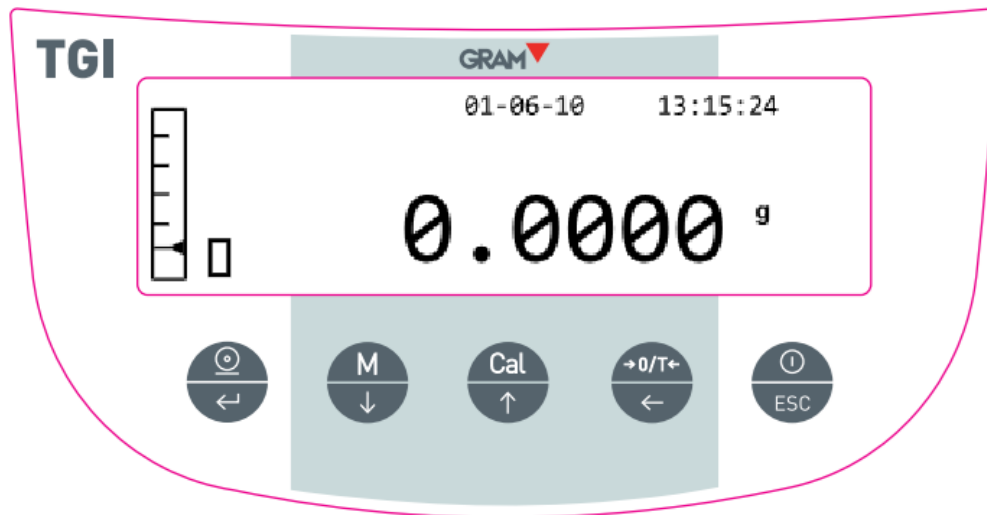 TGI
GRAM
01-06-10 13:15:24
0.0000 g
M Cal →0/T←
ESC